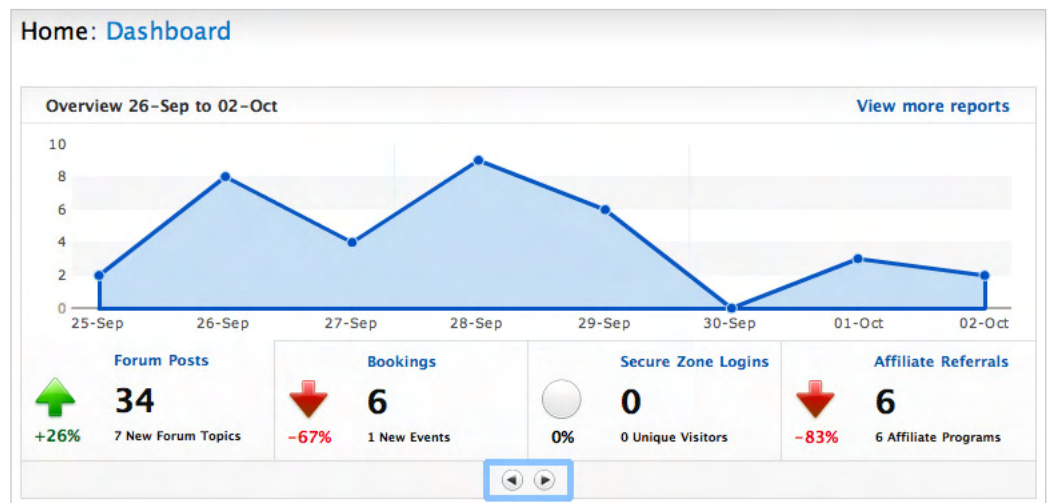 Home: Dashboard
Overview 26-Sep to 02-Oct View more reports
10
8
6
4
2
0
25-Sep 26-Sep 27-Sep 28-Sep 29-Sep 30-Sep 01-Oct 02-Oct
Forum Posts Bookings Secure Zone Logins Affiliate Referrals
34 6 0 6
+26% 7 New Forum Topics -67% 1 New Events 0% 0 Unique Visitors -83% 6 Affiliate Programs